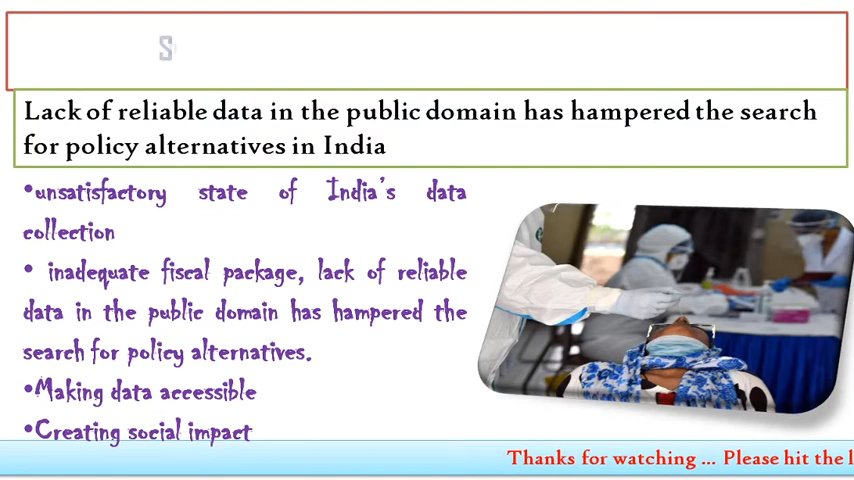 S
Lack of reliable data in the public domain has hampered the search
for policy alternatives in India
•unsatisfactory state of India's data
collection
• inadequate fiscal package, lack of reliable
data in the public domain has hampered the
search for policy alternatives.
•Making data accessible
•Creating social impact
Thanks for watching ... Please hit the l